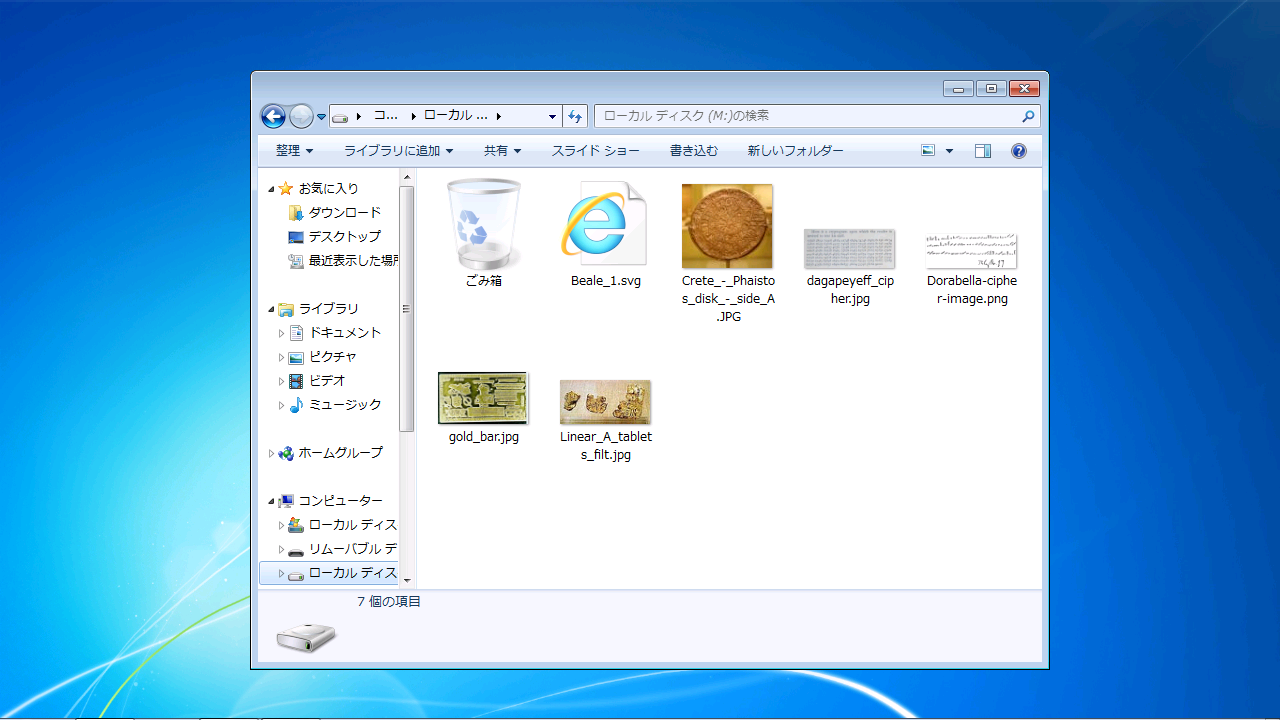 コ... ローカル ... ローカル ディスク (M:)の検索
整理 ライブラリに追加 共有 スライド ショー 書き込む 新しいフォルダー
お気に入り
ダウンロード
デスクトップ
最近表示した場所
ライブラリ
ドキュメント
ピクチャ
ビデオ
ミュージック
ホームグループ
コンピューター
ローカル ディス
リムーバブル デ
ローカル ディス
ごみ箱
Beale_1.svg
Crete_-_Phaisto
s_disk_-_side_A
.JPG
dagapeyeff_cip
her.jpg
Dorabella-ciphe
r-image.png
gold_bar.jpg
Linear_A_tablet
s_filt.jpg
7 個の項目